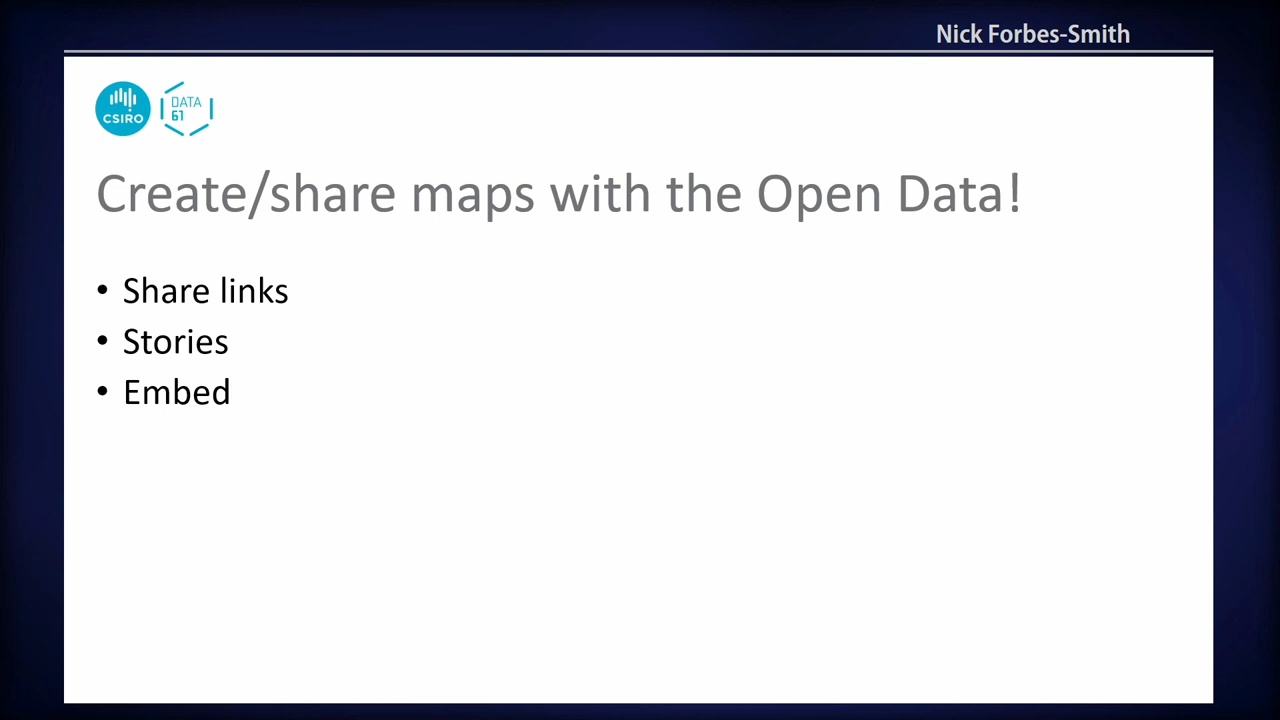 Nick Forbes-Smith
CSIRO
DATA
61
Create/share maps with the Open Data!
• Share links
• Stories
• Embed